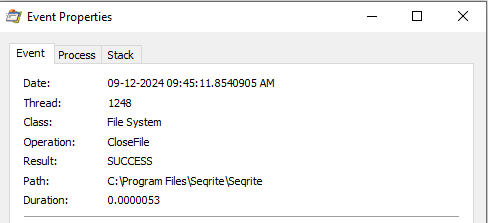 Event Properties
Event Process Stack
Date: 09-12-2024 09:45:11.8540905 AM
Thread: 1248
Class: File System
Operation: CloseFile
Result: SUCCESS
Path: C:\Program Files\Seqrite\Seqrite
Duration: 0.0000053